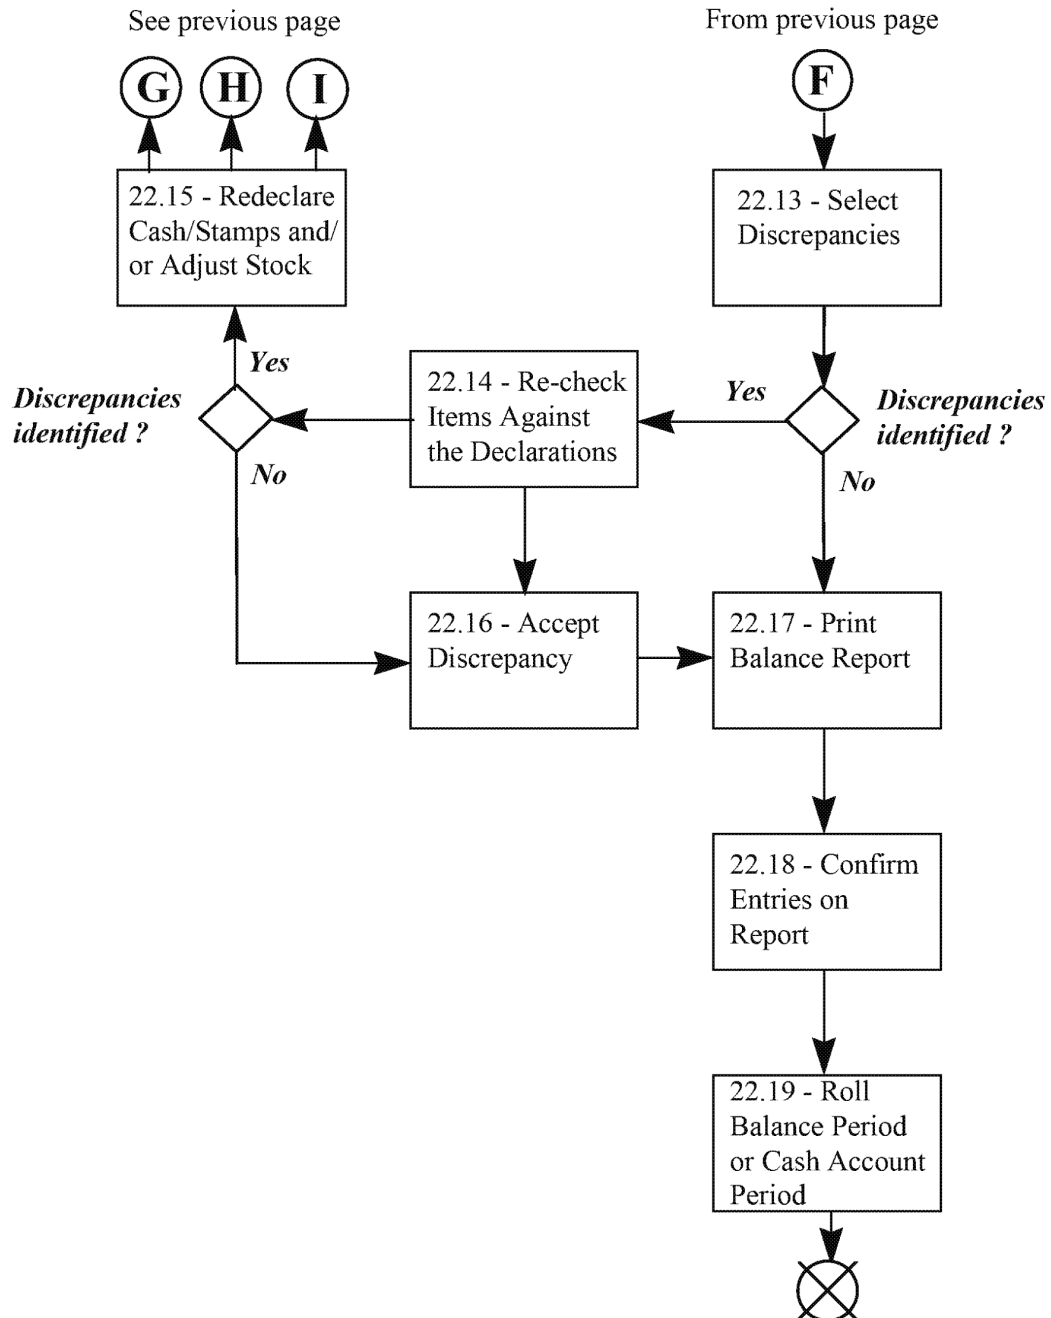 See previous page
From previous page
G H I
F
22.15 - Redeclare
Cash/Stamps and/
or Adjust Stock
22.13 - Select
Discrepancies
Yes
Discrepancies
identified ?
No
22.14 - Re-check
Items Against
the Declarations
Yes
Discrepancies
identified ?
No
22.16 - Accept
Discrepancy
22.17 - Print
Balance Report
22.18 - Confirm
Entries on
Report
22.19 - Roll
Balance Period
or Cash Account
Period